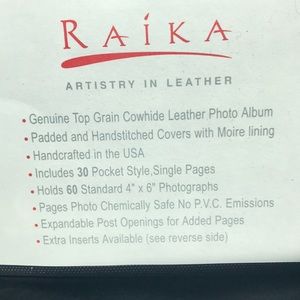 RAíKA
ARTISTRY IN LEATHER
• Genuine Top Grain Cowhide Leather Photo Album
• Padded and Handstitched Covers with Moire lining
• Handcrafted in the USA
• Includes 30 Pocket Style,Single Pages
• Holds 60 Standard 4" x 6" Photographs
• Pages Photo Chemically Safe No P.V.C. Emissions
• Expandable Post Openings for Added Pages
• Extra Inserts Available (see reverse side)